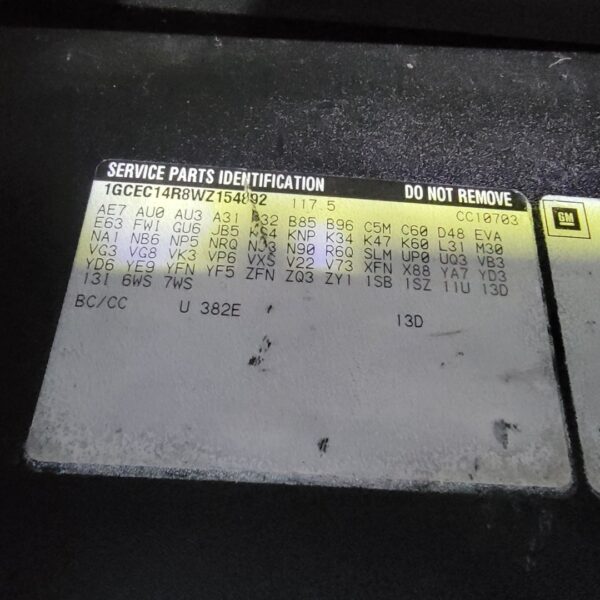 SERVICE PARTS IDENTIFICATION DO NOT REMOVE
1GCEC14R8WZ154892 117.5 CC10703
AE7 AU0 AU3 A31 A32 B85 B96 C5M C60 D48 EVA
E63 FWI GU6 JB5 KS4 KNP K34 K47 K60 L31 M30
NA1 NB6 NP5 NRQ N33 N90 R6Q SLM UP0 UQ3 VB3
VG3 VG8 VK3 VP6 VXS V22 V73 XFN X88 YA7 YD3
YD6 YE9 YFN YF5 ZFN ZQ3 ZY1 1SB 1SZ 11U 13D
13I 6WS 7WS
BC/CC U 382E 13D
GM